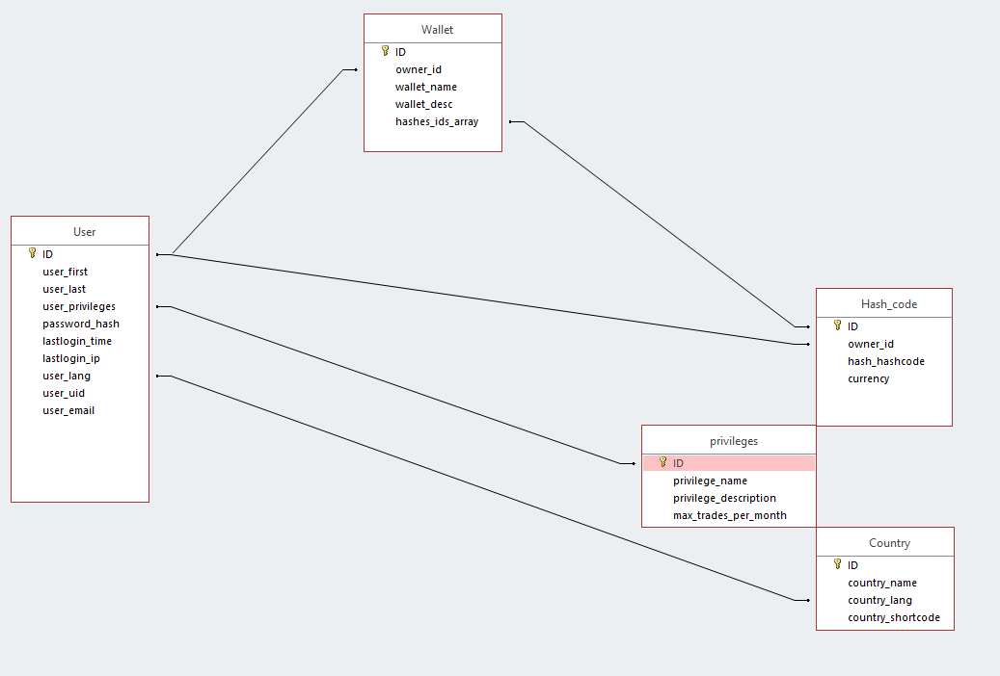 Wallet
ID
owner_id
wallet_name
wallet_desc
hashes_ids_array
User
ID
user_first
user_last
user_privileges
password_hash
lastlogin_time
lastlogin_ip
user_lang
user_uid
user_email
Hash_code
ID
owner_id
hash_hashcode
currency
privileges
ID
privilege_name
privilege_description
max_trades_per_month
Country
ID
country_name
country_lang
country_shortcode